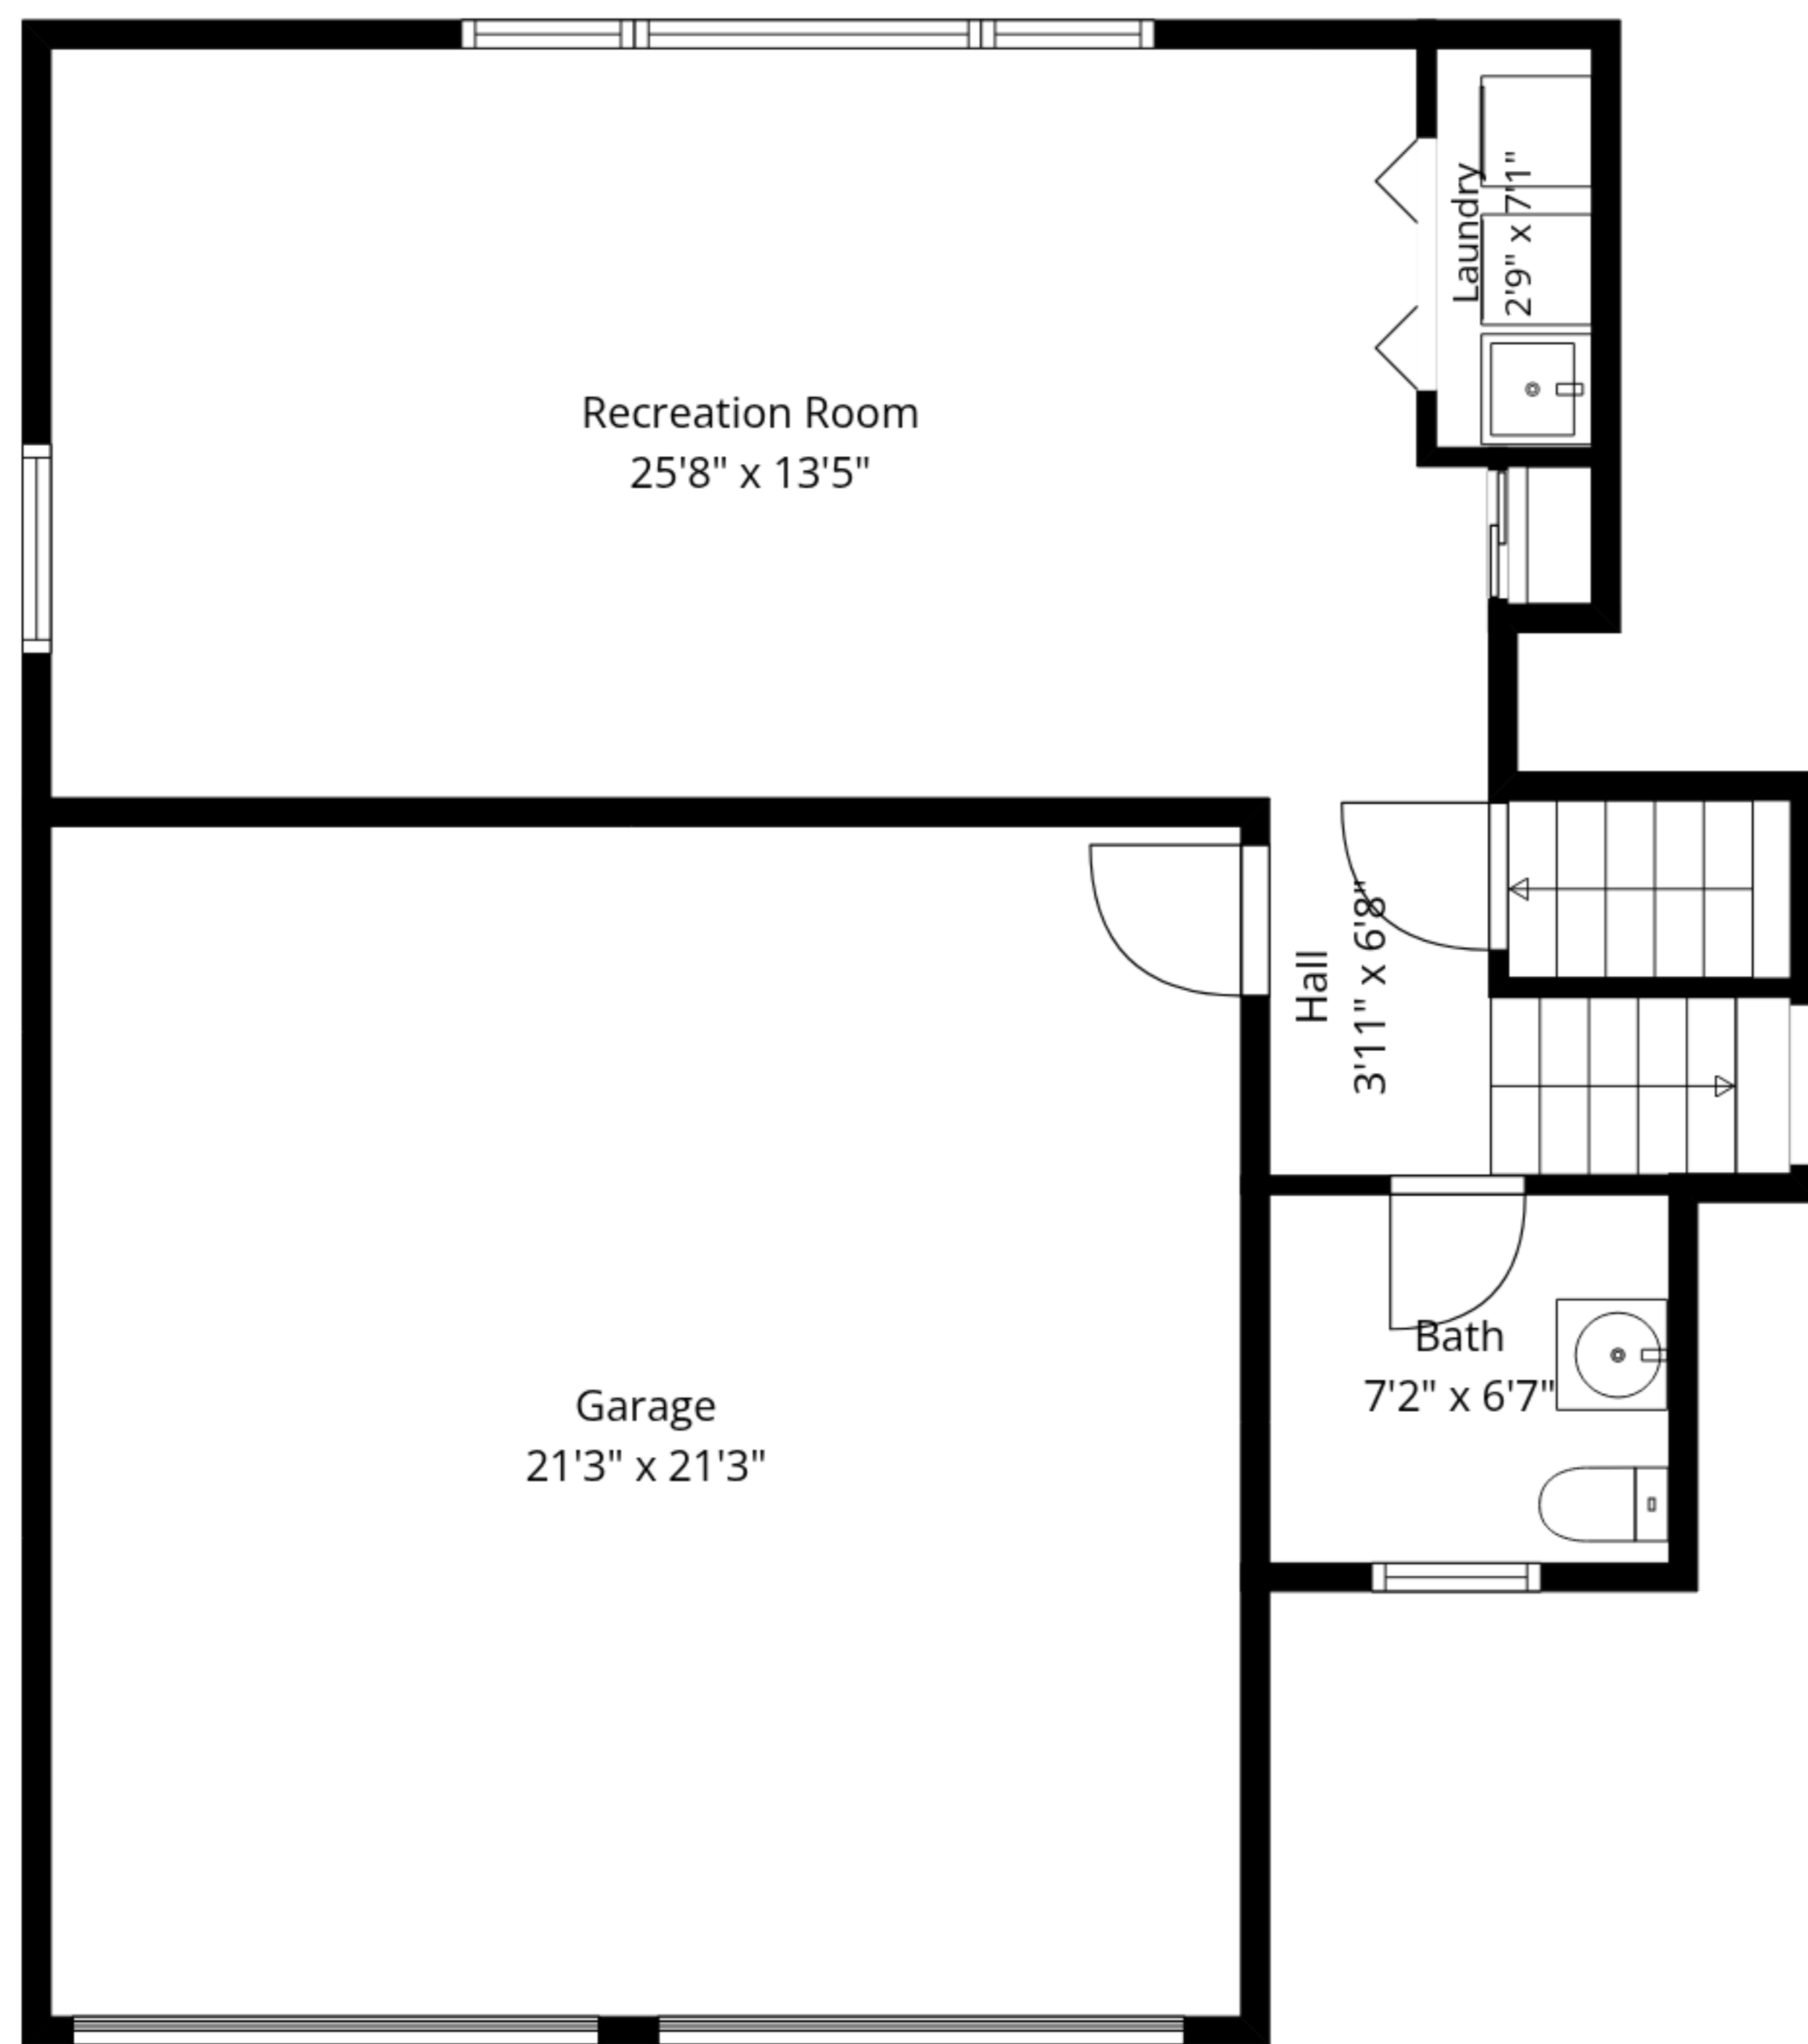 Laundry
2'9" x 7'1"
Recreation Room
25'8" x 13'5"
Hall
3'11" x 6'8"
Bath
7'2" x 6'7"
Garage
21'3" x 21'3"